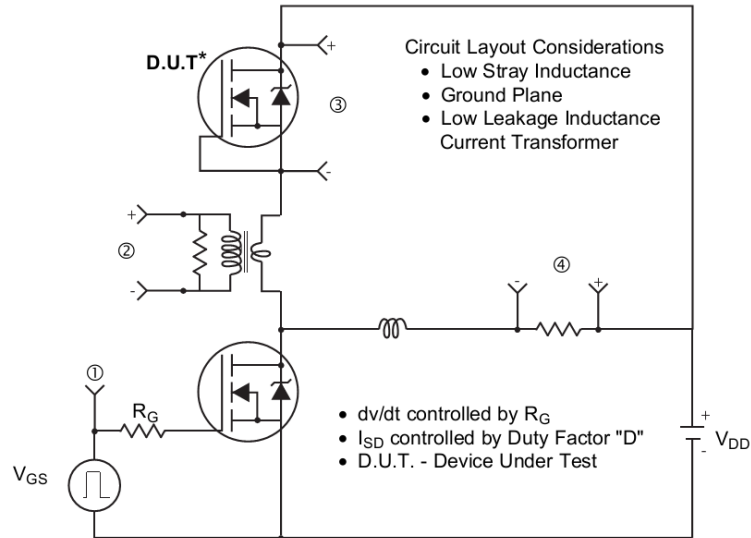 D.U.T*
+
③
-
Circuit Layout Considerations
• Low Stray Inductance
• Ground Plane
• Low Leakage Inductance
Current Transformer
+
②
-
④
-
+
①
R_G
V_GS
• dv/dt controlled by R_G
• I_SD controlled by Duty Factor "D"
• D.U.T. - Device Under Test
+
V_DD
-